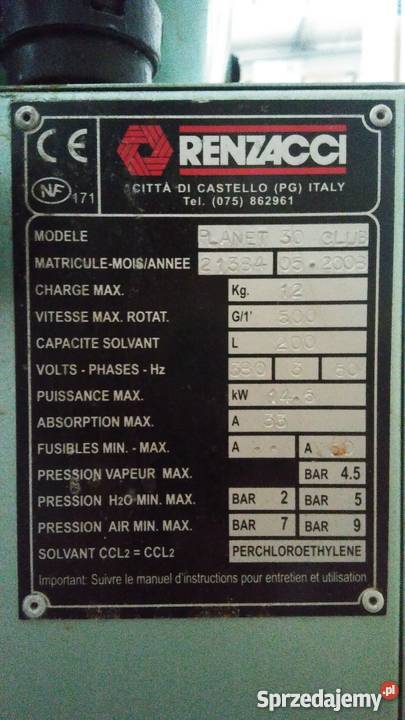 CE
NF 171
RENZACCI
CITTÀ DI CASTELLO (PG) ITALY
Tel. (075) 862961
MODELE PLANET 30 CLUB
MATRICULE-MOIS/ANNEE 21384 05.2008
CHARGE MAX. Kg. 12
VITESSE MAX. ROTAT. G/1' 500
CAPACITE SOLVANT L 200
VOLTS - PHASES - Hz 380 3 50
PUISSANCE MAX. kW 14.5
ABSORPTION MAX. A 33
FUSIBLES MIN. - MAX. A -- A
PRESSION VAPEUR MAX. BAR 4.5
PRESSION H2O MIN. MAX. BAR 2 BAR 5
PRESSION AIR MIN. MAX. BAR 7 BAR 9
SOLVANT CCL2 = CCL2 PERCHLOROETHYLENE
Important: Suivre le manuel d'instructions pour entretien et utilisation
Sprzedajemy.pl